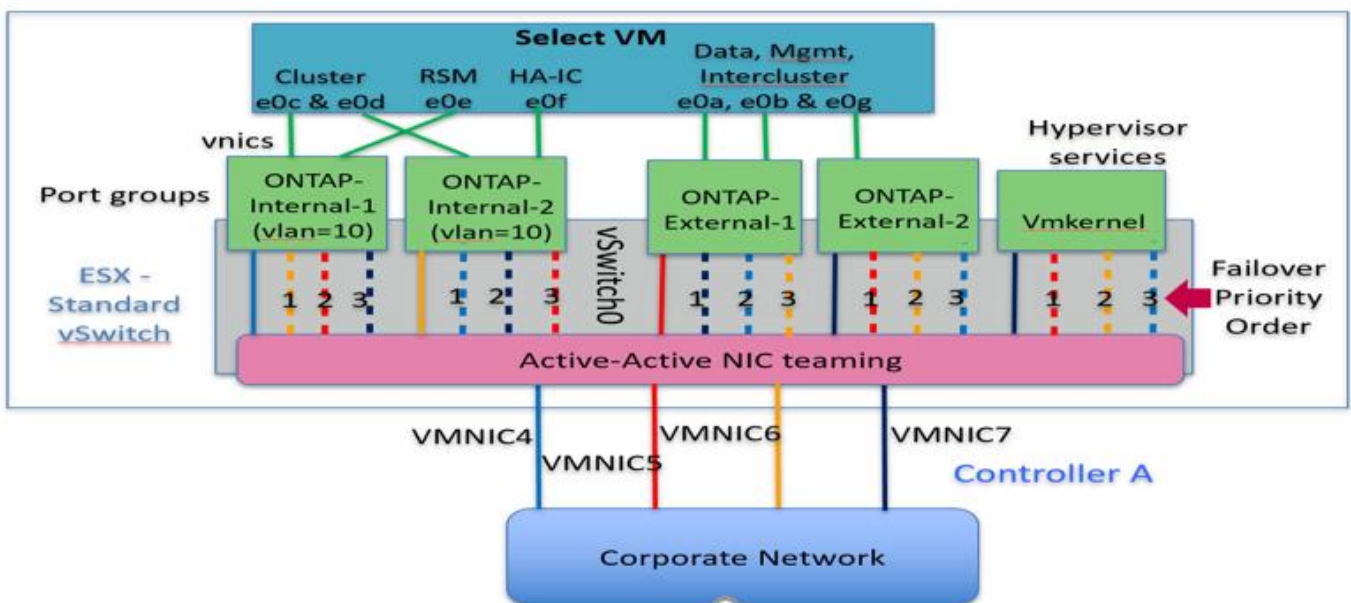 Select VM
Cluster
e0c & e0d
RSM
e0e
HA-IC
e0f
Data, Mgmt,
Intercluster
e0a, e0b & e0g
vnics
Hypervisor
services
Port groups
ONTAP-
Internal-1
(vlan=10)
ONTAP-
Internal-2
(vlan=10)
ONTAP-
External-1
ONTAP-
External-2
Vmkernel
ESX -
Standard
vSwitch
vSwitch0
1 2 3
1 2 3
1 2 3
1 2 3
1 2 3
Failover
Priority
Order
Active-Active NIC teaming
VMNIC4
VMNIC5
VMNIC6
VMNIC7
Controller A
Corporate Network